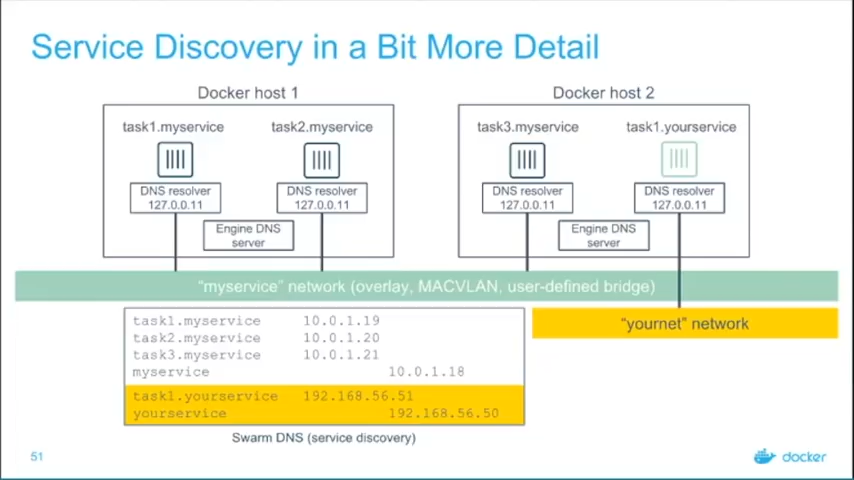 Service Discovery in a Bit More Detail
Docker host 1
Docker host 2
task1.myservice
task2.myservice
task3.myservice
task1.yourservice
DNS resolver
127.0.0.11
DNS resolver
127.0.0.11
DNS resolver
127.0.0.11
DNS resolver
127.0.0.11
Engine DNS
server
Engine DNS
server
"myservice" network (overlay, MACVLAN, user-defined bridge)
"yournet" network
task1.myservice 10.0.1.19
task2.myservice 10.0.1.20
task3.myservice 10.0.1.21
myservice 10.0.1.18
task1.yourservice 192.168.56.51
yourservice 192.168.56.50
Swarm DNS (service discovery)
51
docker